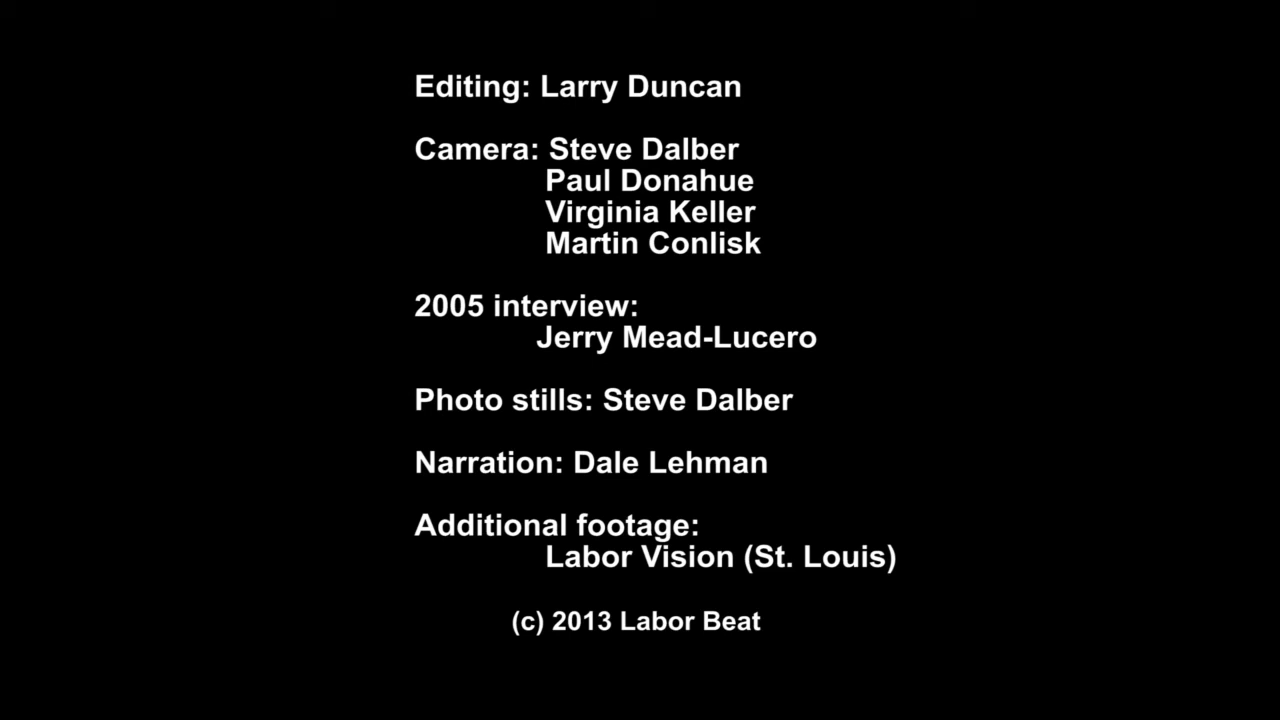 Editing: Larry Duncan
Camera: Steve Dalber
Paul Donahue
Virginia Keller
Martin Conlisk
2005 interview:
Jerry Mead-Lucero
Photo stills: Steve Dalber
Narration: Dale Lehman
Additional footage:
Labor Vision (St. Louis)
(c) 2013 Labor Beat